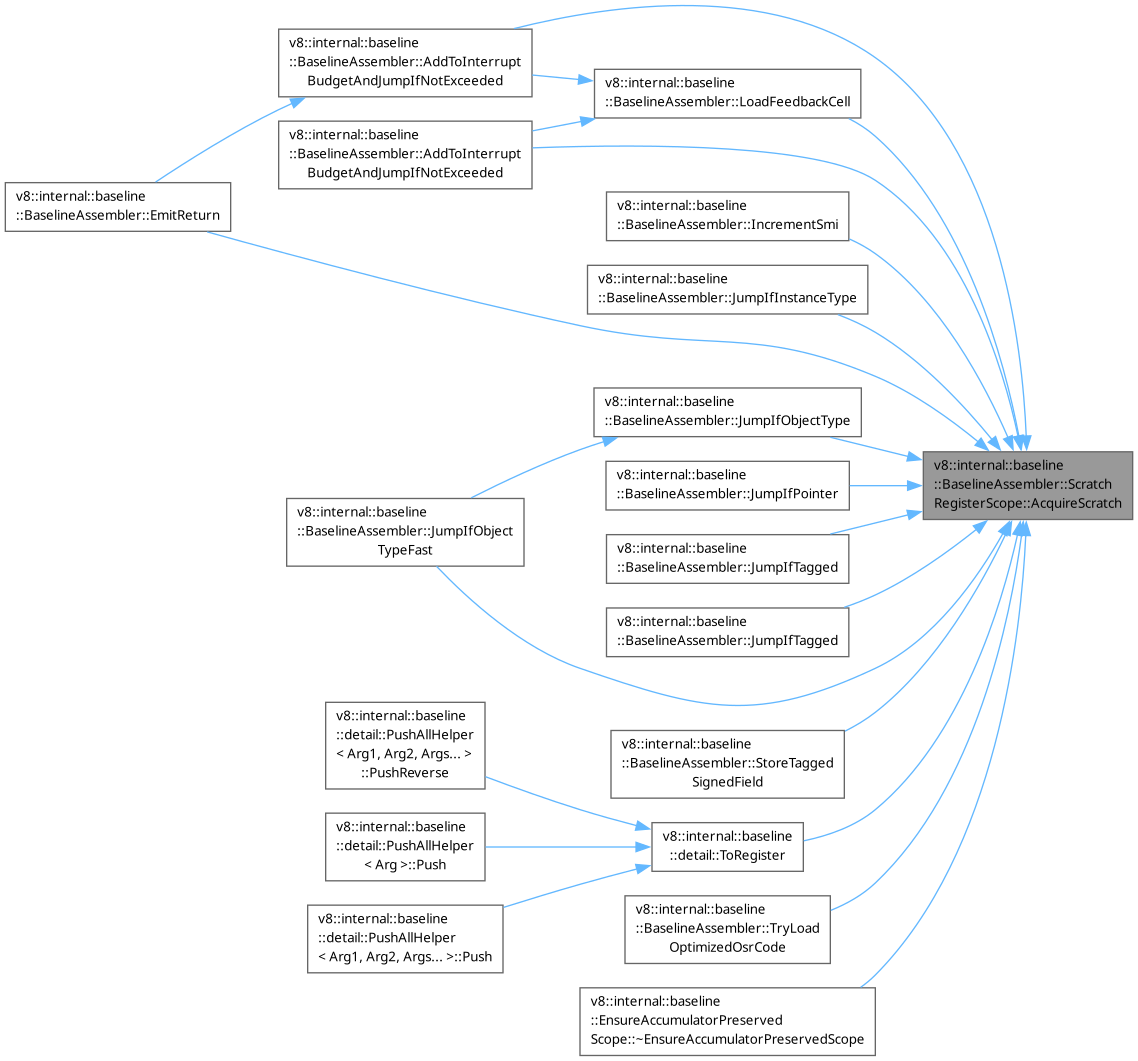 v8::internal::baseline
::BaselineAssembler::AddToInterrupt
BudgetAndJumpIfNotExceeded
v8::internal::baseline
::BaselineAssembler::LoadFeedbackCell
v8::internal::baseline
::BaselineAssembler::AddToInterrupt
BudgetAndJumpIfNotExceeded
v8::internal::baseline
::BaselineAssembler::EmitReturn
v8::internal::baseline
::BaselineAssembler::IncrementSmi
v8::internal::baseline
::BaselineAssembler::JumpIfInstanceType
v8::internal::baseline
::BaselineAssembler::JumpIfObjectType
v8::internal::baseline
::BaselineAssembler::Scratch
RegisterScope::AcquireScratch
v8::internal::baseline
::BaselineAssembler::JumpIfPointer
v8::internal::baseline
::BaselineAssembler::JumpIfObject
TypeFast
v8::internal::baseline
::BaselineAssembler::JumpIfTagged
v8::internal::baseline
::BaselineAssembler::JumpIfTagged
v8::internal::baseline
::detail::PushAllHelper
< Arg1, Arg2, Args... >
::PushReverse
v8::internal::baseline
::BaselineAssembler::StoreTagged
SignedField
v8::internal::baseline
::detail::PushAllHelper
< Arg >::Push
v8::internal::baseline
::detail::ToRegister
v8::internal::baseline
::detail::PushAllHelper
< Arg1, Arg2, Args... >::Push
v8::internal::baseline
::BaselineAssembler::TryLoad
OptimizedOsrCode
v8::internal::baseline
::EnsureAccumulatorPreserved
Scope::~EnsureAccumulatorPreservedScope